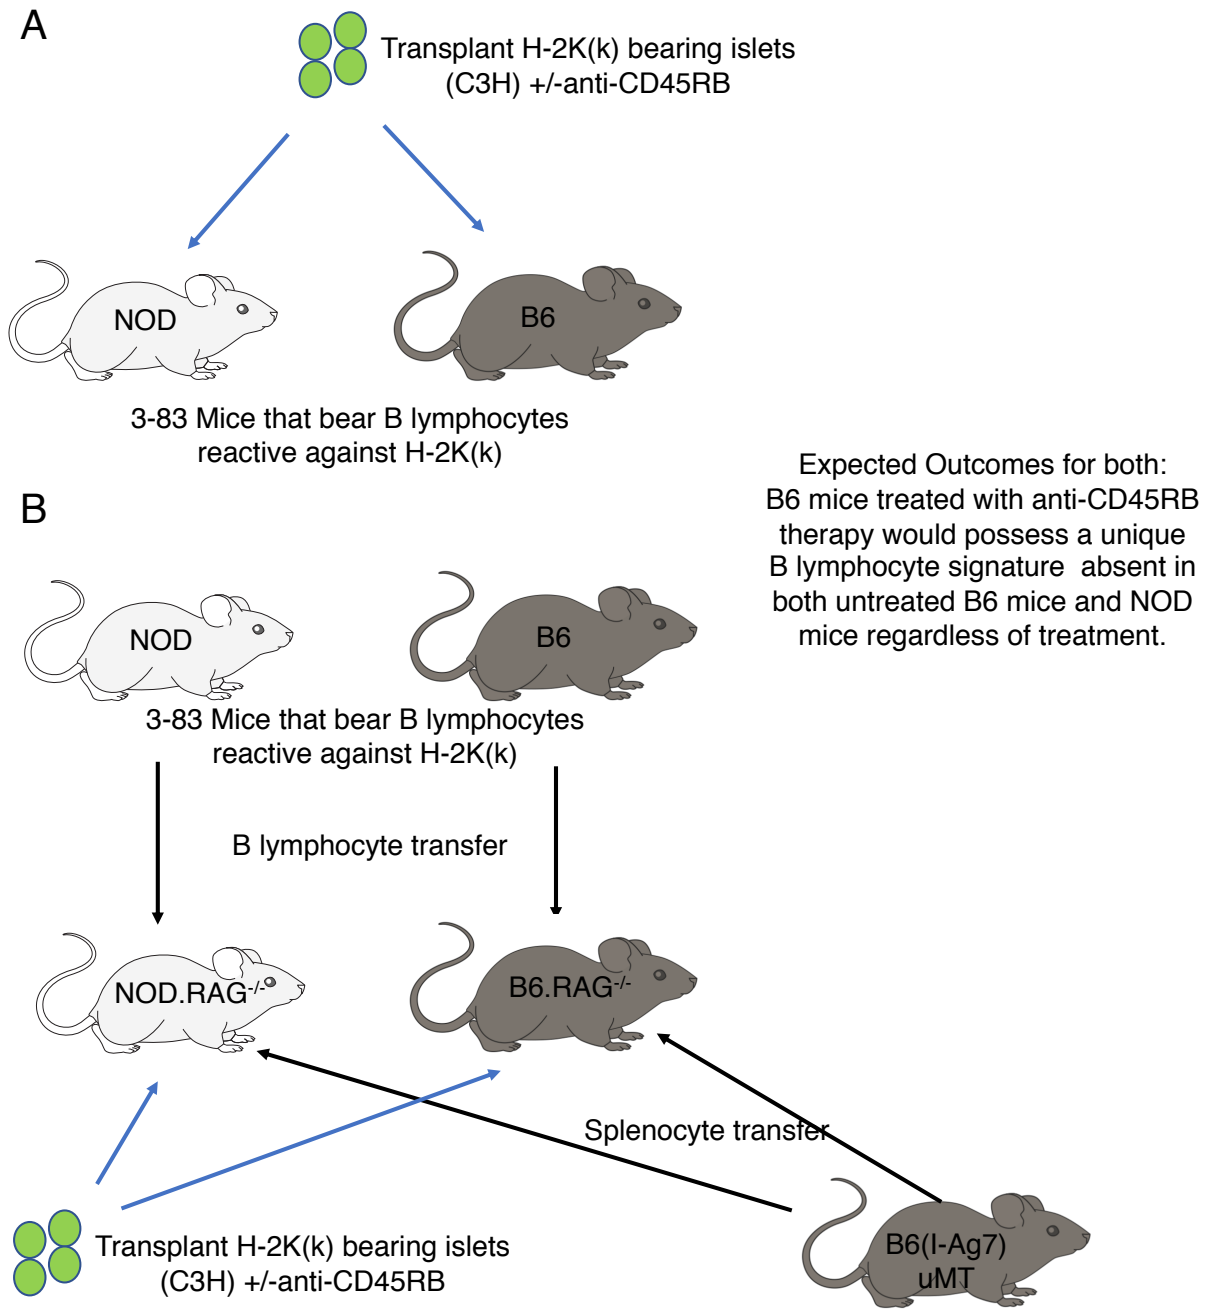 A
Transplant H-2K(k) bearing islets
(C3H) +/-anti-CD45RB
NOD
B6
3-83 Mice that bear B lymphocytes
reactive against H-2K(k)
Expected Outcomes for both:
B6 mice treated with anti-CD45RB
therapy would possess a unique
B lymphocyte signature absent in
both untreated B6 mice and NOD
mice regardless of treatment.
B
NOD
B6
3-83 Mice that bear B lymphocytes
reactive against H-2K(k)
B lymphocyte transfer
NOD.RAG-/-
B6.RAG-/-
Splenocyte transfer
Transplant H-2K(k) bearing islets
(C3H) +/-anti-CD45RB
B6(I-Ag7)
uMT